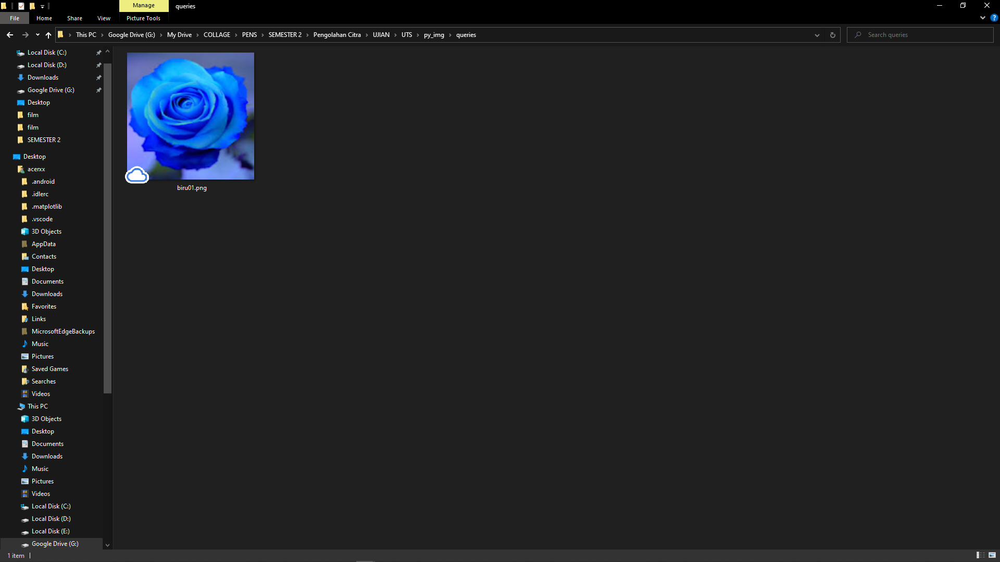 Manage
queries
File
Home
Share
View
Picture Tools
?
This PC
Google Drive (G:)
My Drive
COLLAGE
PENS
SEMESTER 2
Pengolahan Citra
UJIAN
UTS
py_img
queries
Search queries
Local Disk (C:)
Local Disk (D:)
Downloads
Google Drive (G:)
Desktop
film
film
SEMESTER 2
Desktop
acerxx
.android
.idlerc
.matplotlib
.vscode
3D Objects
AppData
Contacts
Desktop
Documents
Downloads
Favorites
Links
MicrosoftEdgeBackups
Music
Pictures
Saved Games
Searches
Videos
This PC
3D Objects
Desktop
Documents
Downloads
Music
Pictures
Videos
Local Disk (C:)
Local Disk (D:)
Local Disk (E:)
Google Drive (G:)
biru01.png
1 item